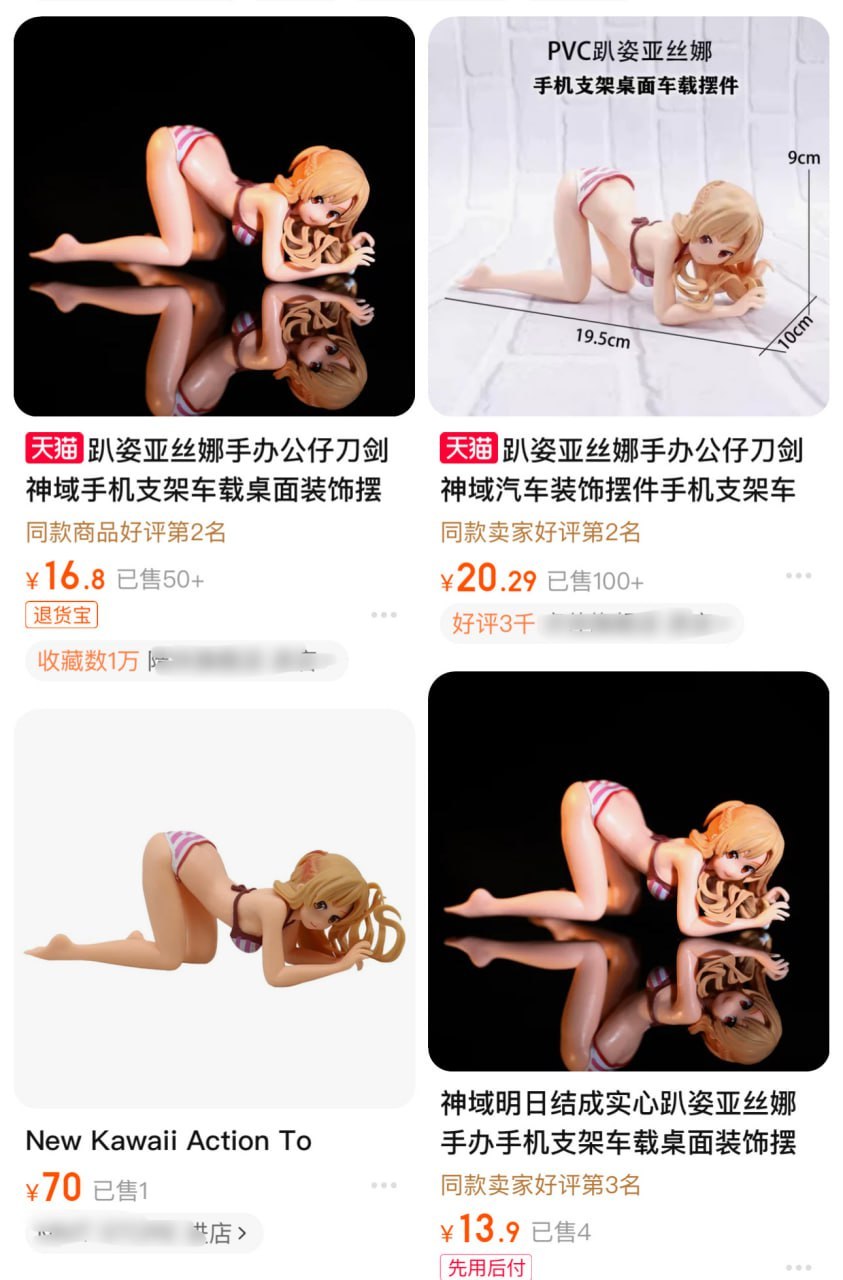 天猫 趴姿亚丝娜手办公仔刀剑
神域手机支架车载桌面装饰摆
同款商品好评第2名
¥16.8 已售50+
退货宝
收藏数1万
PVC趴姿亚丝娜
手机支架桌面车载摆件
9cm
19.5cm
10cm
天猫 趴姿亚丝娜手办公仔刀剑
神域汽车装饰摆件手机支架车
同款卖家好评第2名
¥20.29 已售100+
好评3千
New Kawaii Action To
¥70 已售1
进店 >
神域明日结成实心趴姿亚丝娜
手办手机支架车载桌面装饰摆
同款卖家好评第3名
¥13.9 已售4
先用后付